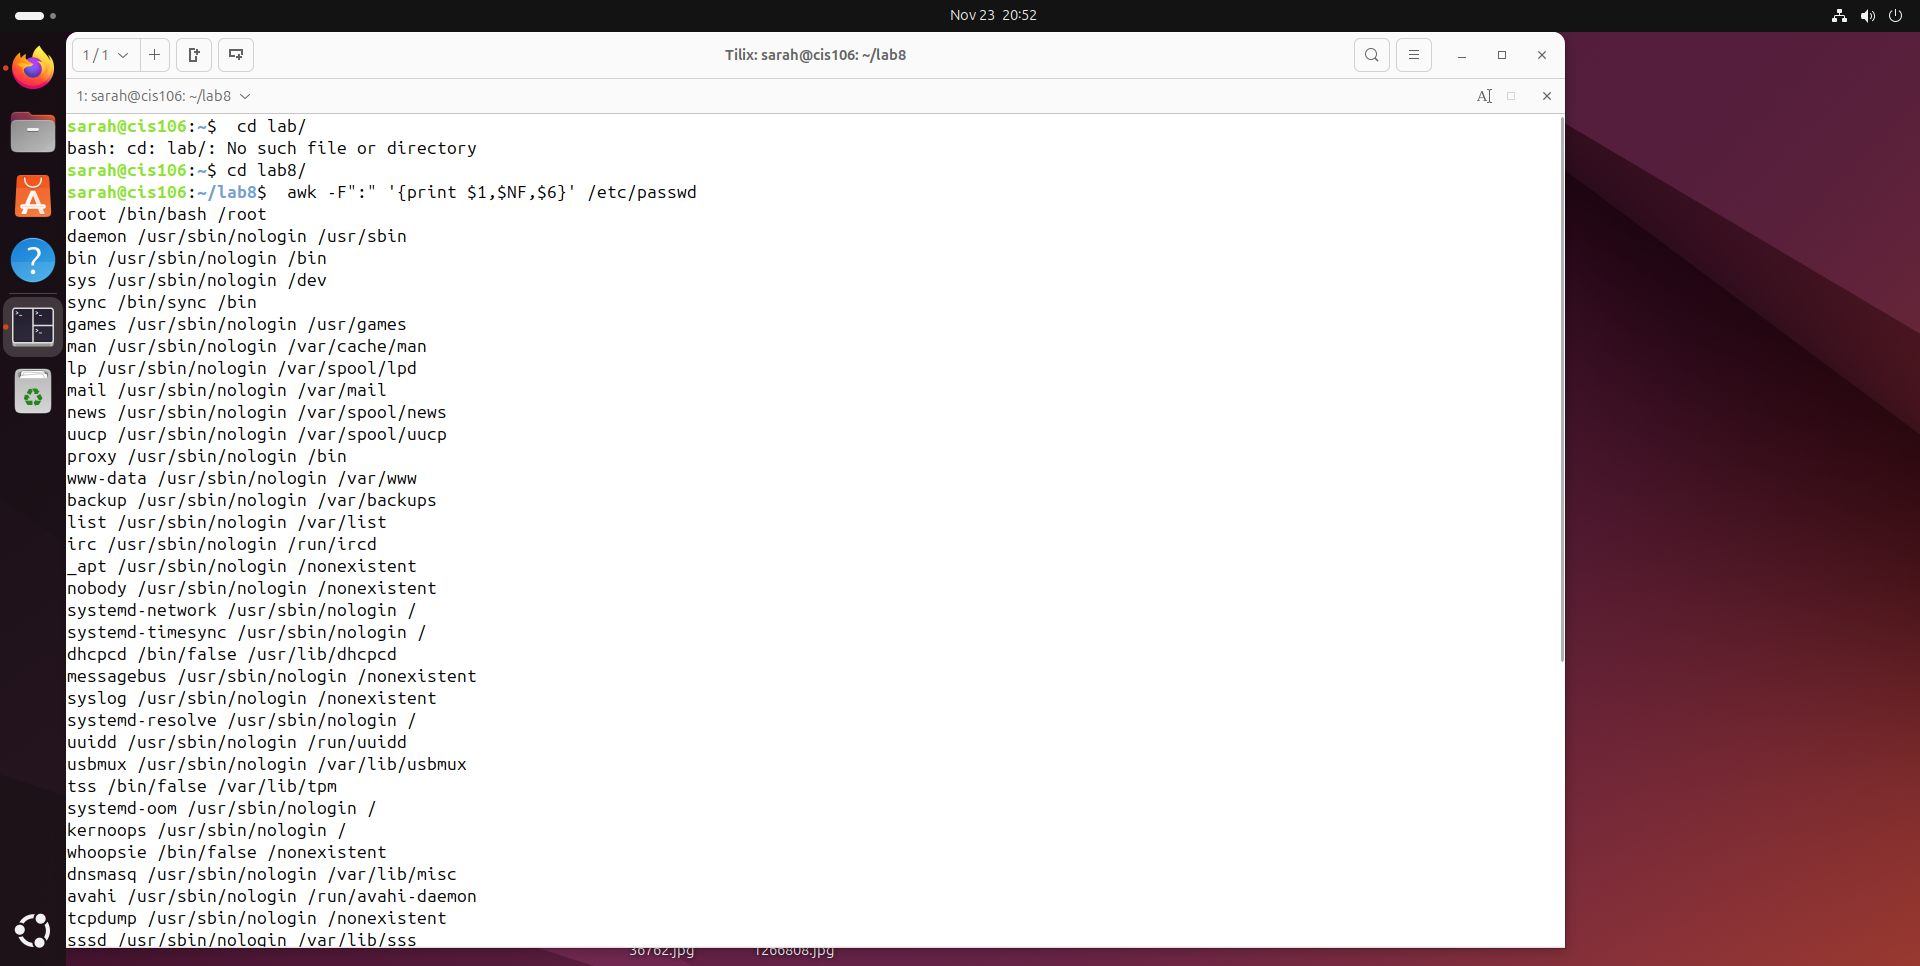 Nov 23 20:52
1 / 1
Tilix: sarah@cis106: ~/lab8
1: sarah@cis106: ~/lab8
sarah@cis106:~$  cd lab/
bash: cd: lab/: No such file or directory
sarah@cis106:~$ cd lab8/
sarah@cis106:~/lab8$  awk -F":" '{print $1,$NF,$6}' /etc/passwd
root /bin/bash /root
daemon /usr/sbin/nologin /usr/sbin
bin /usr/sbin/nologin /bin
sys /usr/sbin/nologin /dev
sync /bin/sync /bin
games /usr/sbin/nologin /usr/games
man /usr/sbin/nologin /var/cache/man
lp /usr/sbin/nologin /var/spool/lpd
mail /usr/sbin/nologin /var/mail
news /usr/sbin/nologin /var/spool/news
uucp /usr/sbin/nologin /var/spool/uucp
proxy /usr/sbin/nologin /bin
www-data /usr/sbin/nologin /var/www
backup /usr/sbin/nologin /var/backups
list /usr/sbin/nologin /var/list
irc /usr/sbin/nologin /run/ircd
_apt /usr/sbin/nologin /nonexistent
nobody /usr/sbin/nologin /nonexistent
systemd-network /usr/sbin/nologin /
systemd-timesync /usr/sbin/nologin /
dhcpcd /bin/false /usr/lib/dhcpcd
messagebus /usr/sbin/nologin /nonexistent
syslog /usr/sbin/nologin /nonexistent
systemd-resolve /usr/sbin/nologin /
uuidd /usr/sbin/nologin /run/uuidd
usbmux /usr/sbin/nologin /var/lib/usbmux
tss /bin/false /var/lib/tpm
systemd-oom /usr/sbin/nologin /
kernoops /usr/sbin/nologin /
whoopsie /bin/false /nonexistent
dnsmasq /usr/sbin/nologin /var/lib/misc
avahi /usr/sbin/nologin /run/avahi-daemon
tcpdump /usr/sbin/nologin /nonexistent
sssd /usr/sbin/nologin /var/lib/sss
36762.jpg 1266808.jpg